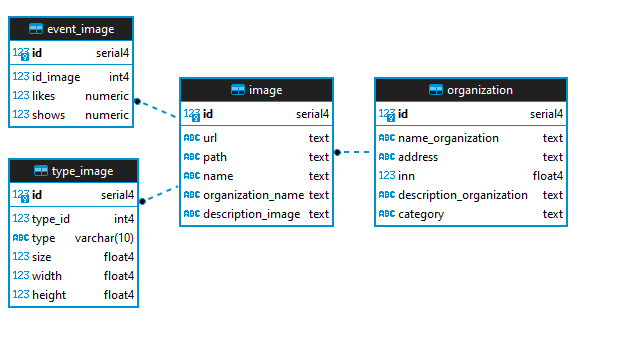 event_image
123 id serial4
123 id_image int4
123 likes numeric
123 shows numeric
type_image
123 id serial4
123 type_id int4
ABC type varchar(10)
123 size float4
123 width float4
123 height float4
image
123 id serial4
ABC url text
ABC path text
ABC name text
ABC organization_name text
ABC description_image text
organization
123 id serial4
ABC name_organization text
ABC address text
123 inn float4
ABC description_organization text
ABC category text